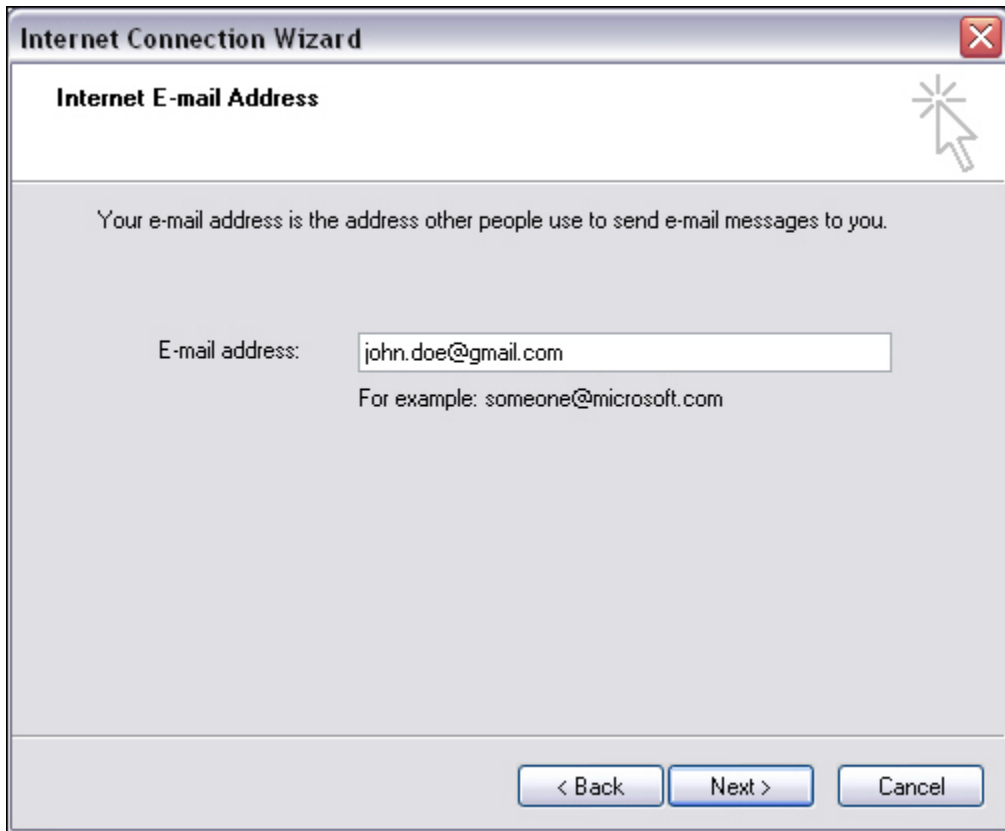 Internet Connection Wizard
Internet E-mail Address
Your e-mail address is the address other people use to send e-mail messages to you.
E-mail address: john.doe@gmail.com
For example: someone@microsoft.com
< Back Next > Cancel